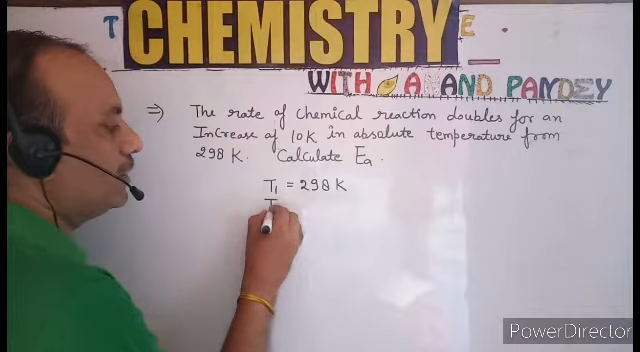 T CHEMISTRY E
WITH ANAND PANDEY
⇒ The rate of chemical reaction doubles for an
Increase of 10K in absolute temperature from
298 K. Calculate Ea.
T1 = 298 K
T
PowerDirector